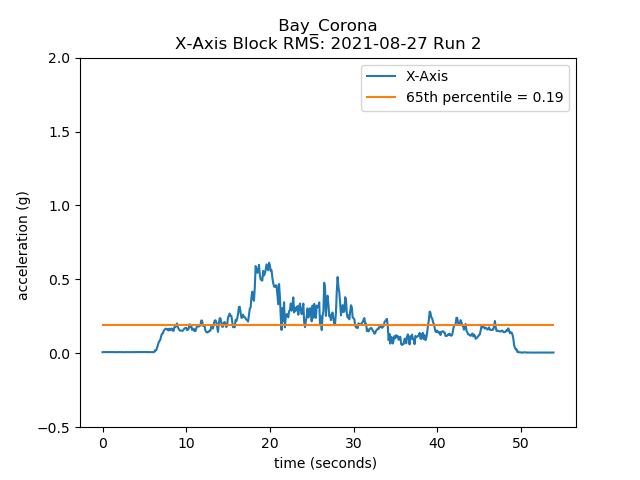 Bay_Corona
X-Axis Block RMS: 2021-08-27 Run 2
2.0
1.5
1.0
0.5
0.0
−0.5
acceleration (g)
X-Axis
65th percentile = 0.19
0 10 20 30 40 50
time (seconds)